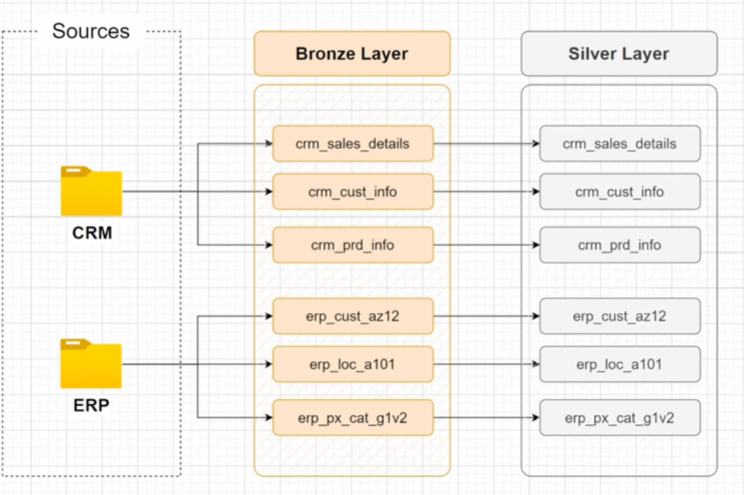 Sources
Bronze Layer
Silver Layer
crm_sales_details
crm_sales_details
CRM
crm_cust_info
crm_cust_info
crm_prd_info
crm_prd_info
ERP
erp_cust_az12
erp_cust_az12
erp_loc_a101
erp_loc_a101
erp_px_cat_g1v2
erp_px_cat_g1v2